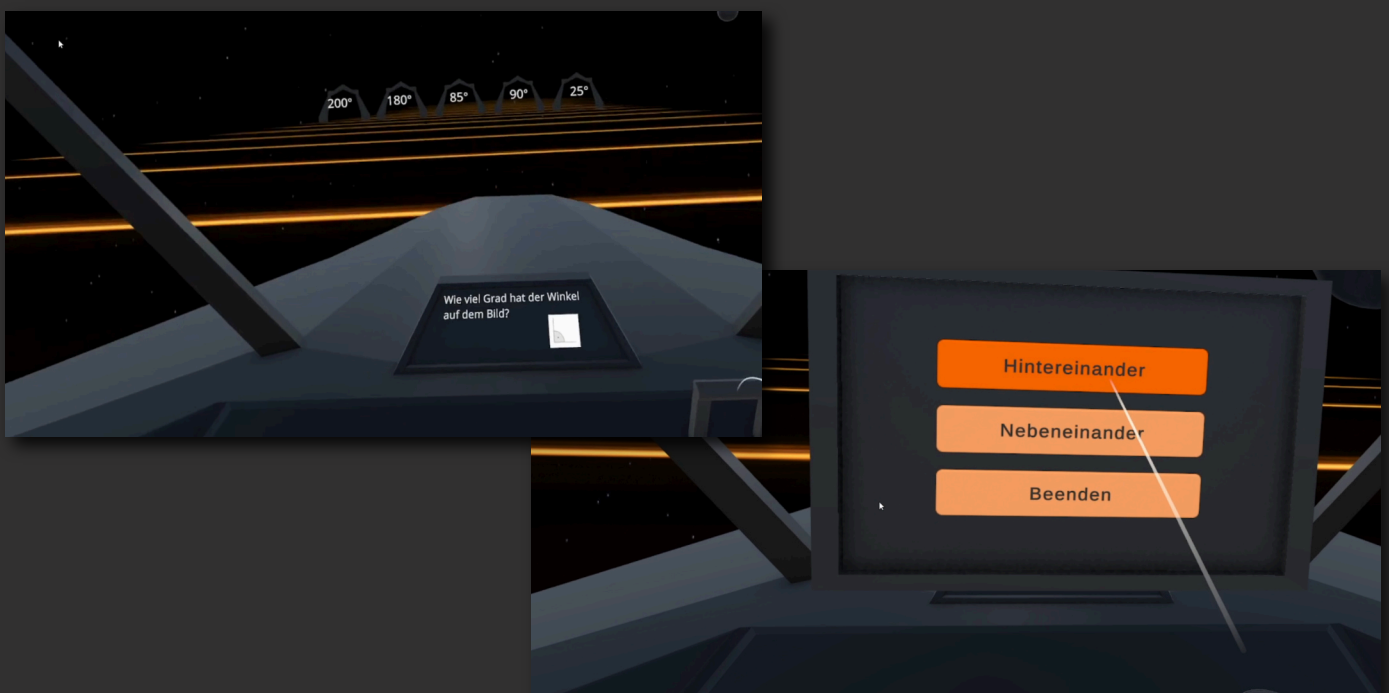 200° 180° 85° 90° 25°
Wie viel Grad hat der Winkel
auf dem Bild?
Hintereinander
Nebeneinander
Beenden